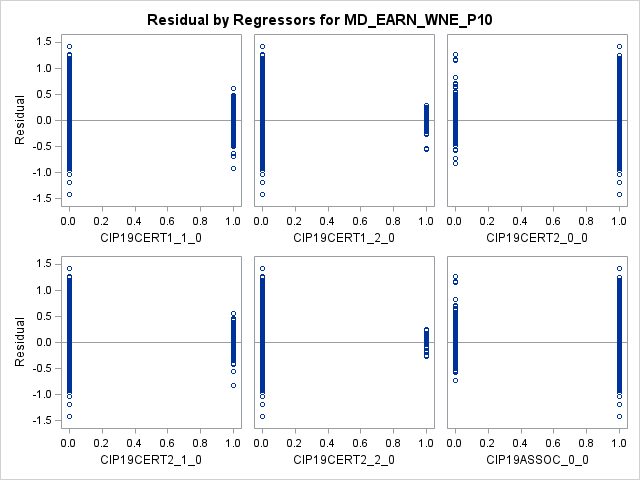 Residual by Regressors for MD_EARN_WNE_P10
Residual
1.5
1.0
0.5
0.0
-0.5
-1.0
-1.5
0.0 0.2 0.4 0.6 0.8 1.0
CIP19CERT1_1_0
0.0 0.2 0.4 0.6 0.8 1.0
CIP19CERT1_2_0
0.0 0.2 0.4 0.6 0.8 1.0
CIP19CERT2_0_0
Residual
1.5
1.0
0.5
0.0
-0.5
-1.0
-1.5
0.0 0.2 0.4 0.6 0.8 1.0
CIP19CERT2_1_0
0.0 0.2 0.4 0.6 0.8 1.0
CIP19CERT2_2_0
0.0 0.2 0.4 0.6 0.8 1.0
CIP19ASSOC_0_0